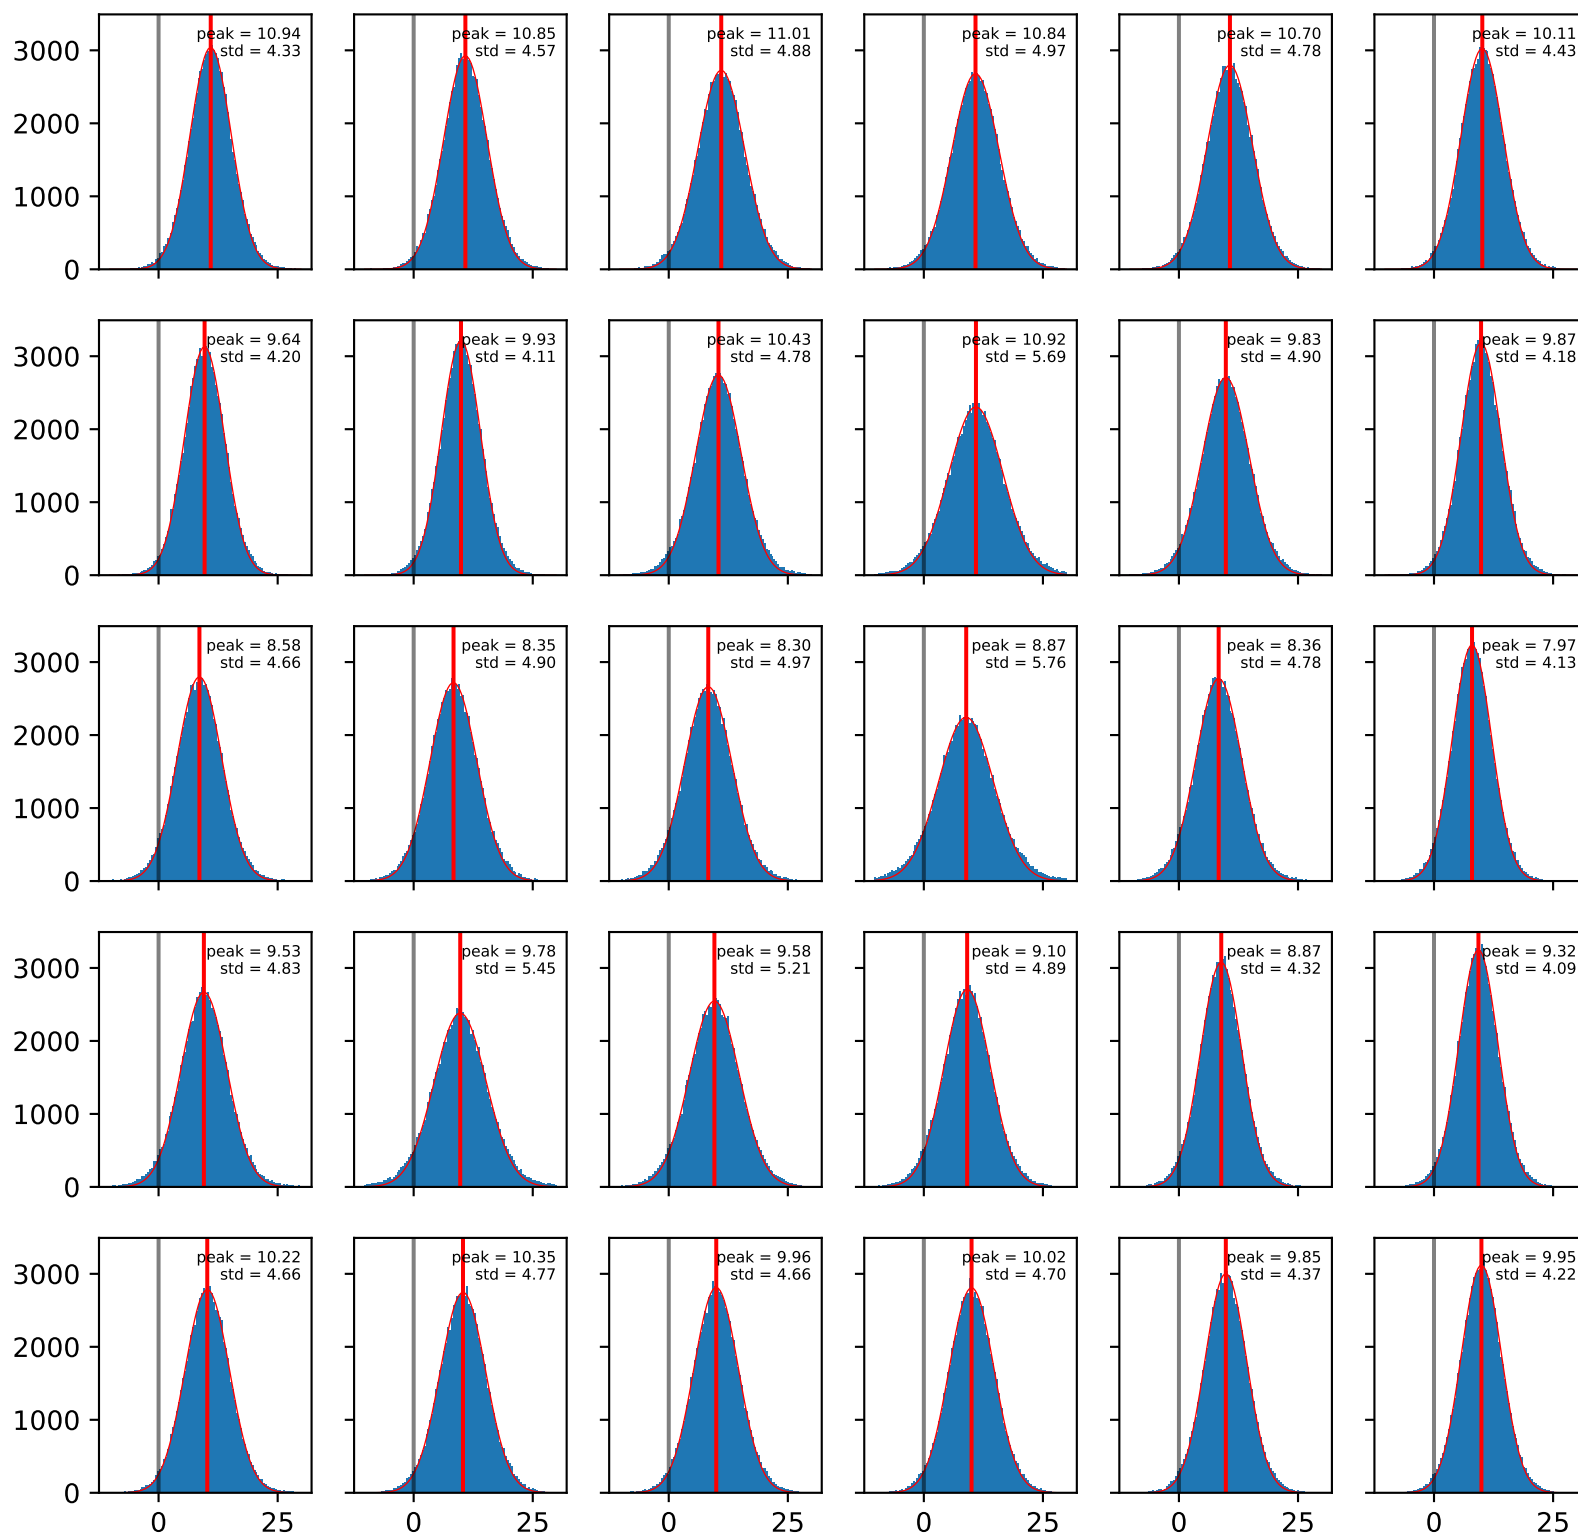 peak = 10.94
std = 4.33
peak = 10.85
std = 4.57
peak = 11.01
std = 4.88
peak = 10.84
std = 4.97
peak = 10.70
std = 4.78
peak = 10.11
std = 4.43
3000
2000
1000
0
peak = 9.64
std = 4.20
peak = 9.93
std = 4.11
peak = 10.43
std = 4.78
peak = 10.92
std = 5.69
peak = 9.83
std = 4.90
peak = 9.87
std = 4.18
3000
2000
1000
0
peak = 8.58
std = 4.66
peak = 8.35
std = 4.90
peak = 8.30
std = 4.97
peak = 8.87
std = 5.76
peak = 8.36
std = 4.78
peak = 7.97
std = 4.13
3000
2000
1000
0
peak = 9.53
std = 4.83
peak = 9.78
std = 5.45
peak = 9.58
std = 5.21
peak = 9.10
std = 4.89
peak = 8.87
std = 4.32
peak = 9.32
std = 4.09
3000
2000
1000
0
peak = 10.22
std = 4.66
peak = 10.35
std = 4.77
peak = 9.96
std = 4.66
peak = 10.02
std = 4.70
peak = 9.85
std = 4.37
peak = 9.95
std = 4.22
3000
2000
1000
0
0 25 0 25 0 25 0 25 0 25 0 25